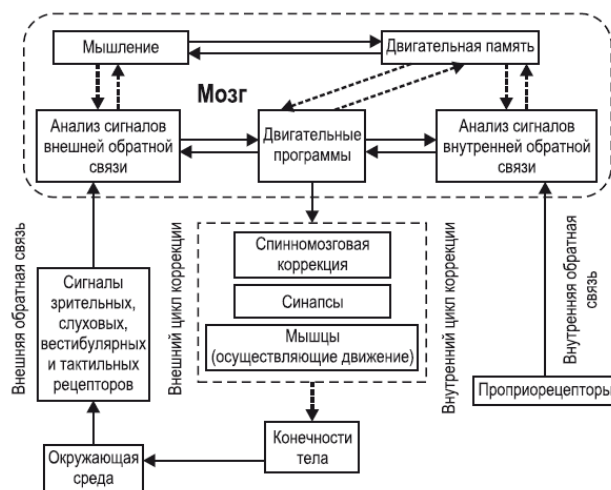 Мышление
Двигательная память
Мозг
Анализ сигналов
внешней обратной
связи
Двигательные
программы
Анализ сигналов
внутренней обратной
связи
Внешняя обратная связь
Сигналы
зрительных,
слуховых,
вестибулярных
и тактильных
рецепторов
Внешний цикл коррекции
Спинномозговая
коррекция
Синапсы
Мышцы
(осуществляющие движение)
Внутренний цикл коррекции
Внутренняя обратная
связь
Проприорецепторы
Конечности
тела
Окружающая
среда